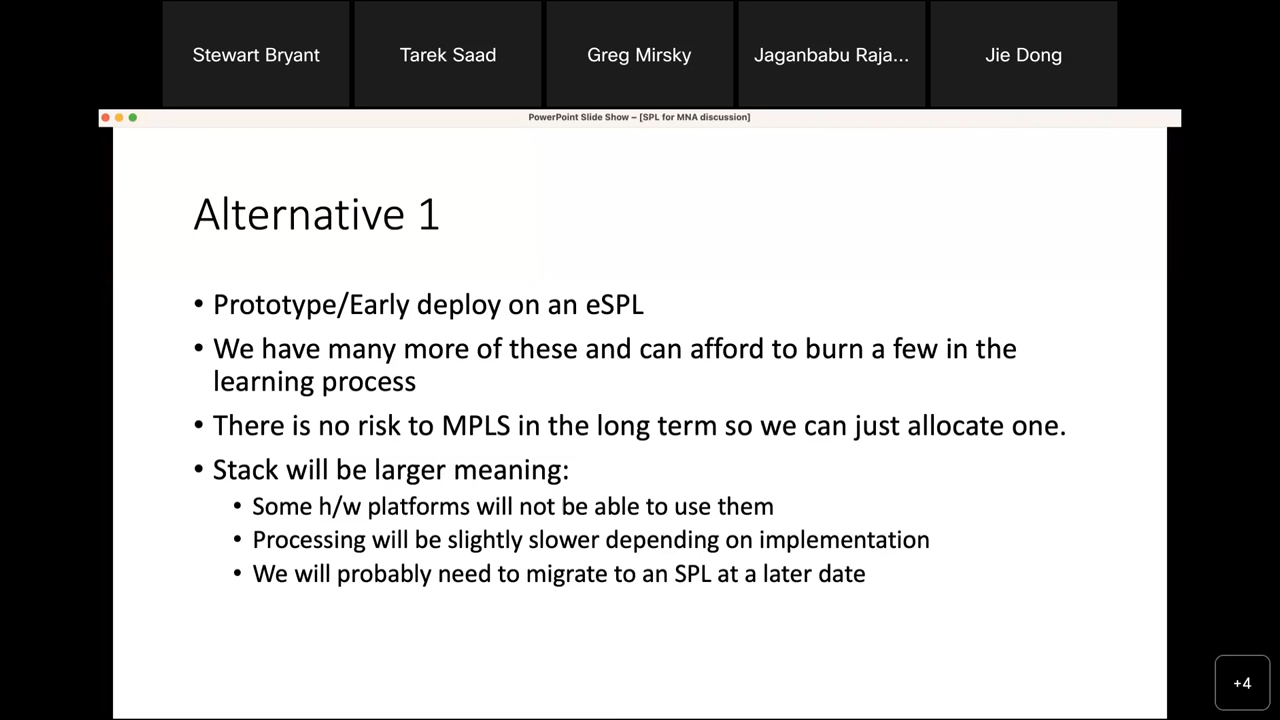 Stewart Bryant
Tarek Saad
Greg Mirsky
Jaganbabu Raja...
Jie Dong
PowerPoint Slide Show – [SPL for MNA discussion]
Alternative 1
• Prototype/Early deploy on an eSPL
• We have many more of these and can afford to burn a few in the
learning process
• There is no risk to MPLS in the long term so we can just allocate one.
• Stack will be larger meaning:
• Some h/w platforms will not be able to use them
• Processing will be slightly slower depending on implementation
• We will probably need to migrate to an SPL at a later date
+4